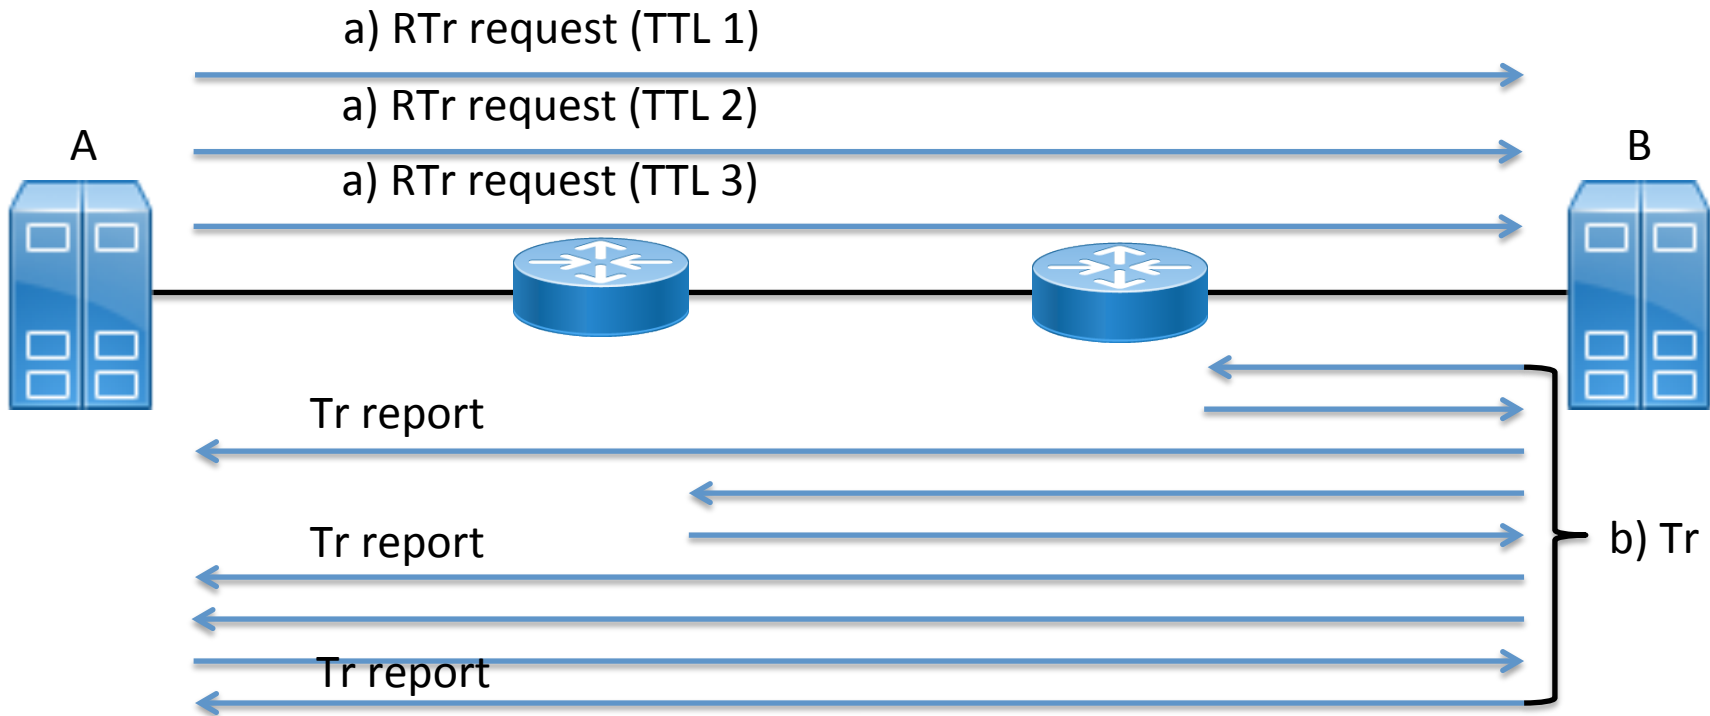 a) RTr request (TTL 1)
a) RTr request (TTL 2)
A
B
a) RTr request (TTL 3)
Tr report
Tr report
b) Tr
Tr report